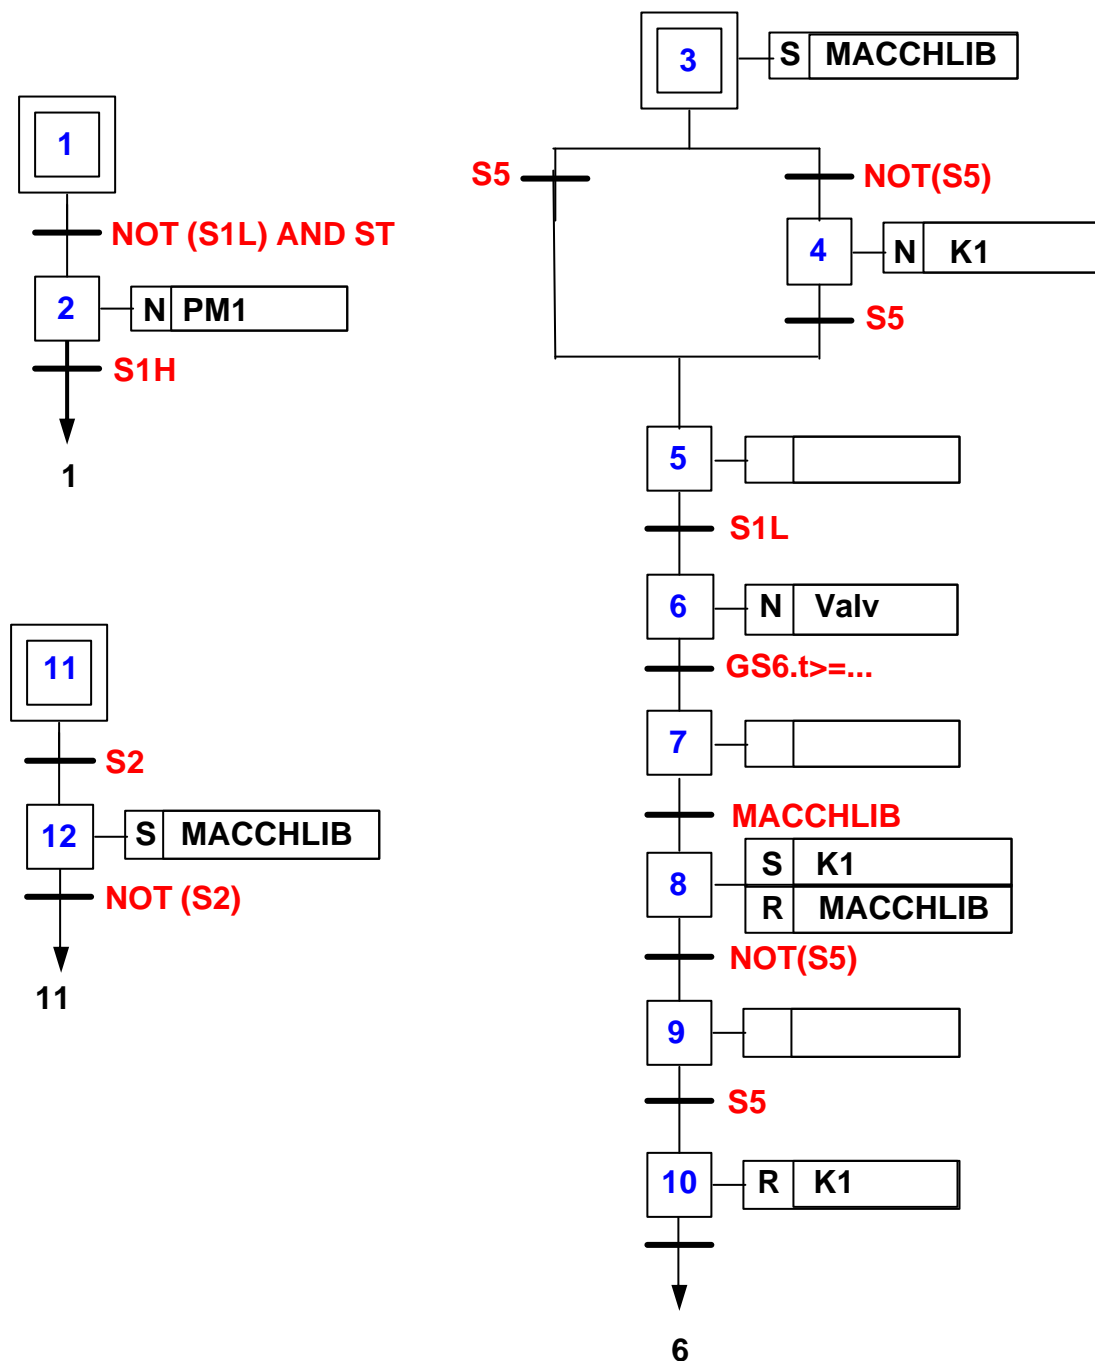 1
NOT (S1L) AND ST
2
N PM1
S1H
1
3
S MACCHLIB
S5
NOT(S5)
4
N K1
S5
5
S1L
6
N Valv
GS6.t>=...
7
MACCHLIB
8
S K1
R MACCHLIB
NOT(S5)
9
S5
10
R K1
6
11
S2
12
S MACCHLIB
NOT (S2)
11